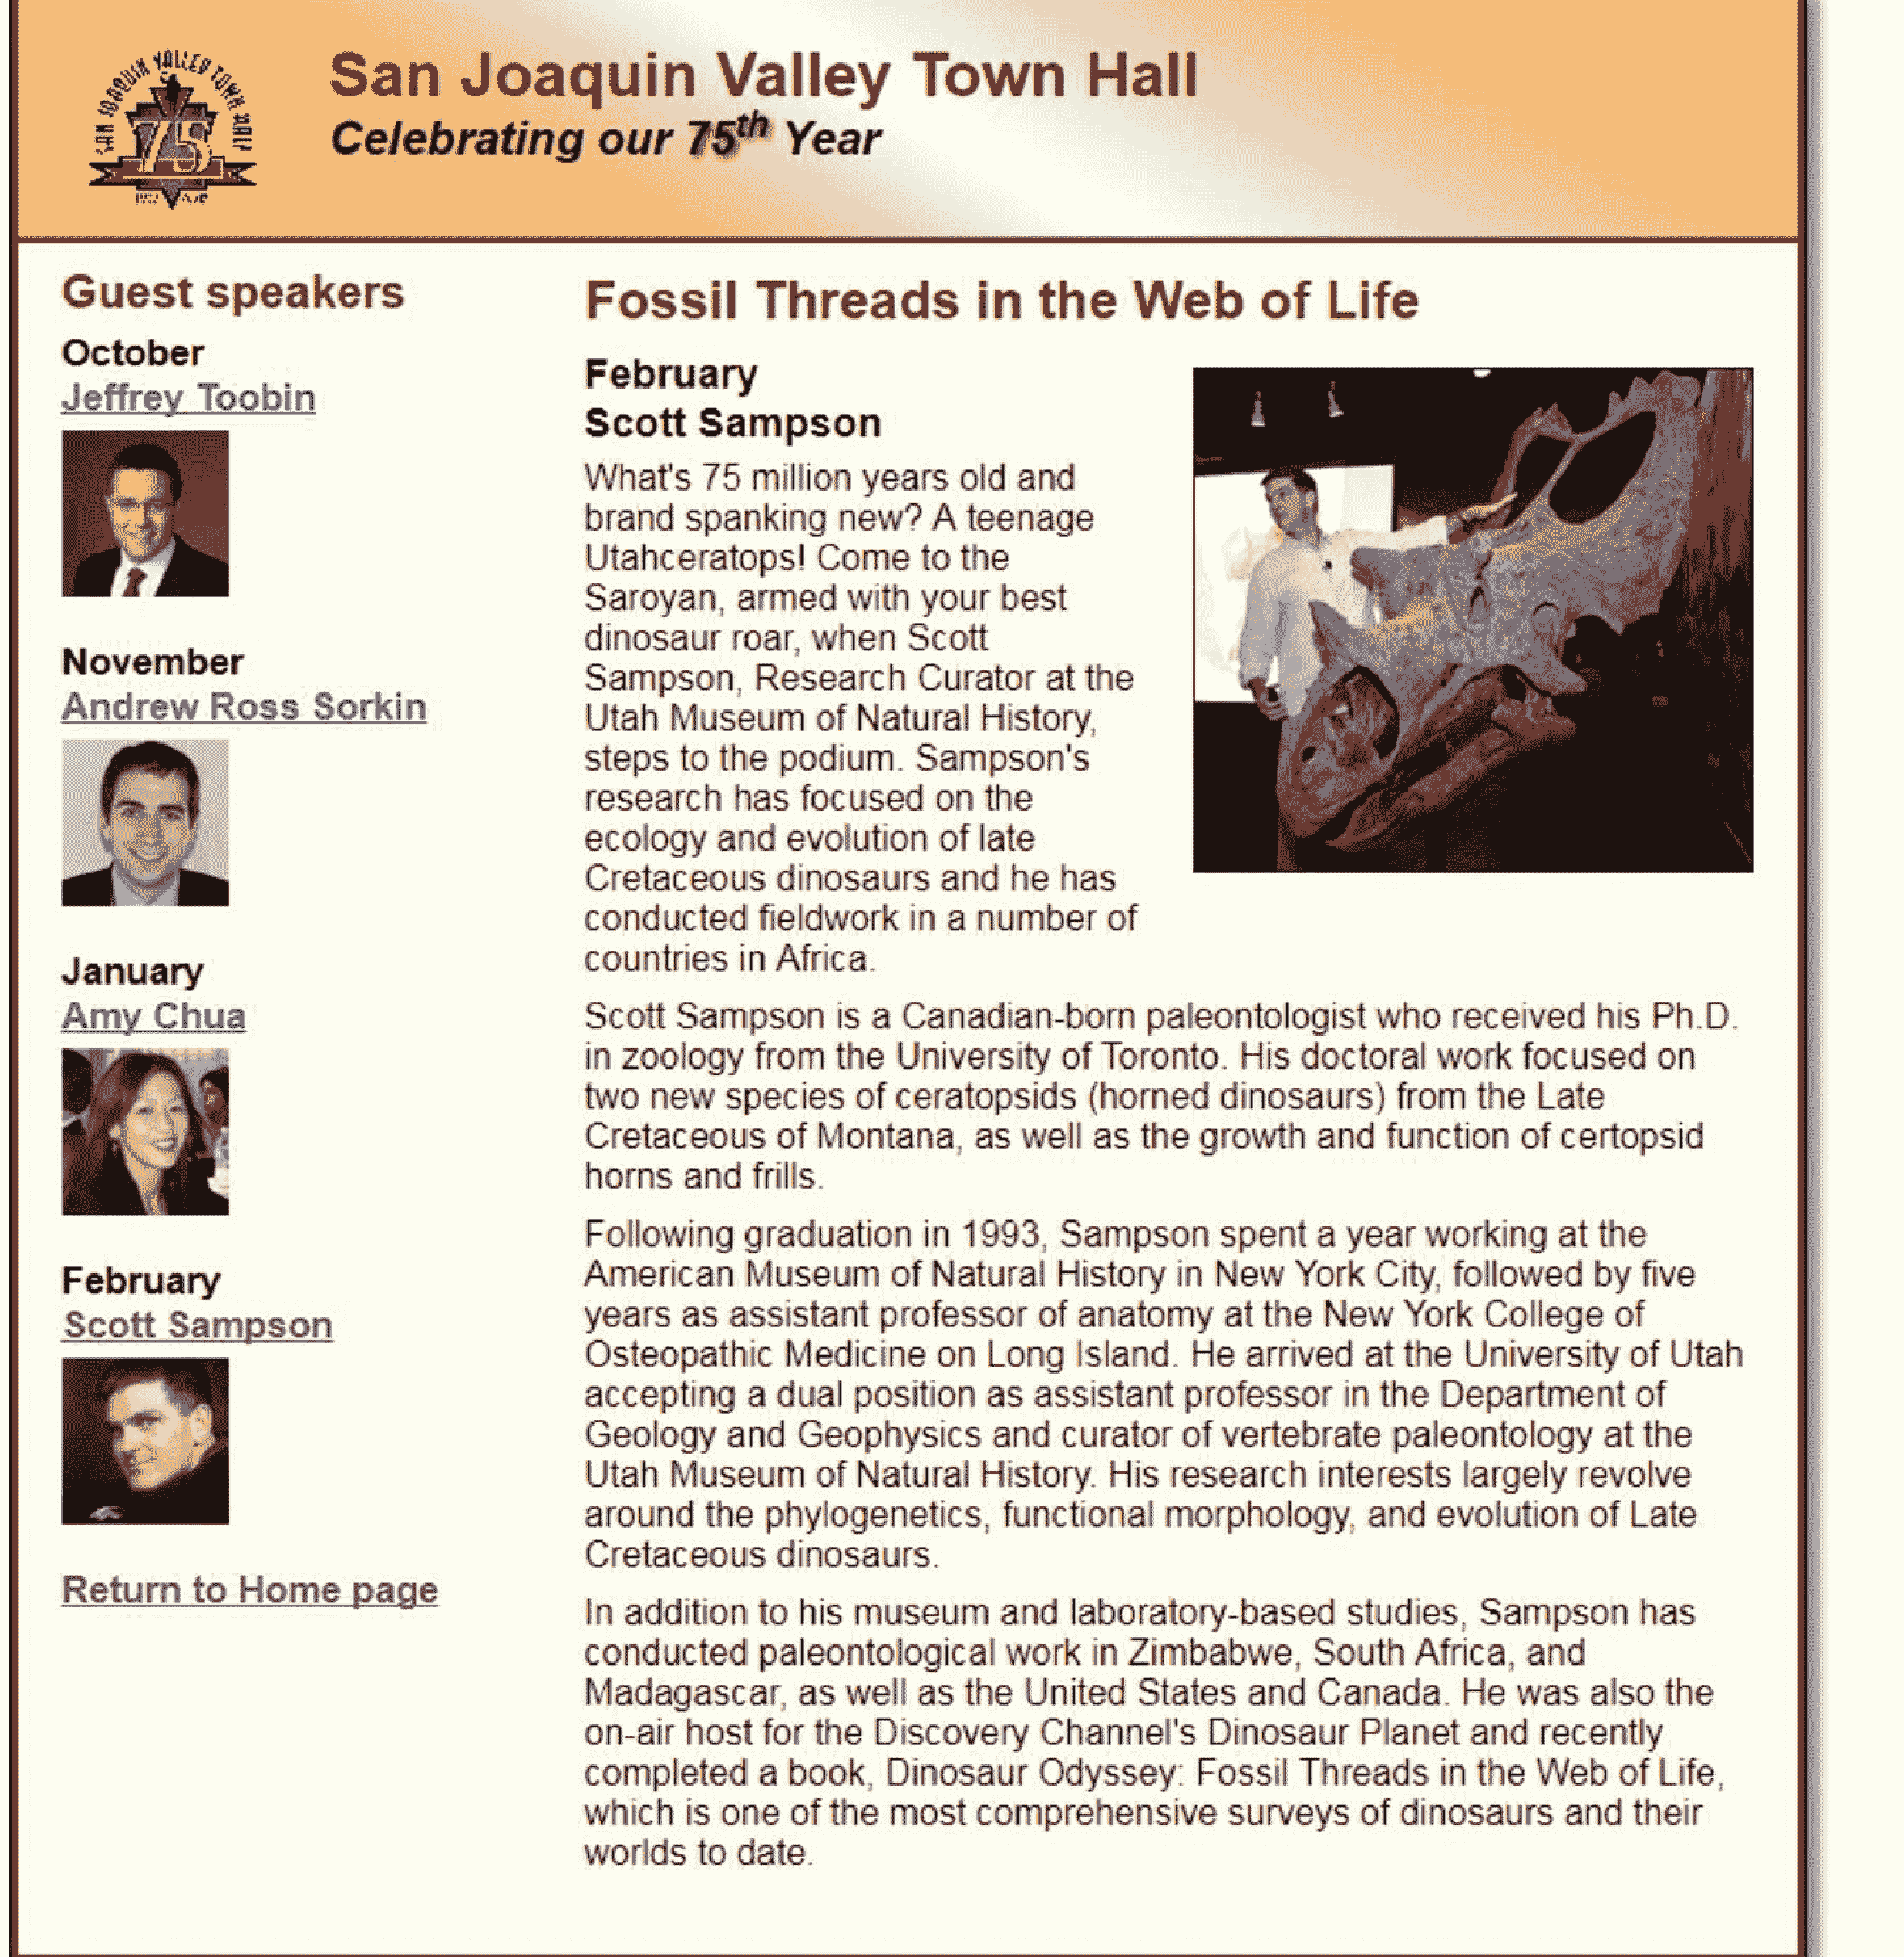 SAN JOAQUIN VALLEY TOWN HALL
75
San Joaquin Valley Town Hall
Celebrating our 75th Year
Guest speakers
October
Jeffrey Toobin
November
Andrew Ross Sorkin
January
Amy Chua
February
Scott Sampson
Return to Home page
Fossil Threads in the Web of Life
February
Scott Sampson
What's 75 million years old and
brand spanking new? A teenage
Utahceratops! Come to the
Saroyan, armed with your best
dinosaur roar, when Scott
Sampson, Research Curator at the
Utah Museum of Natural History,
steps to the podium. Sampson's
research has focused on the
ecology and evolution of late
Cretaceous dinosaurs and he has
conducted fieldwork in a number of
countries in Africa.
Scott Sampson is a Canadian-born paleontologist who received his Ph.D.
in zoology from the University of Toronto. His doctoral work focused on
two new species of ceratopsids (horned dinosaurs) from the Late
Cretaceous of Montana, as well as the growth and function of certopsid
horns and frills.
Following graduation in 1993, Sampson spent a year working at the
American Museum of Natural History in New York City, followed by five
years as assistant professor of anatomy at the New York College of
Osteopathic Medicine on Long Island. He arrived at the University of Utah
accepting a dual position as assistant professor in the Department of
Geology and Geophysics and curator of vertebrate paleontology at the
Utah Museum of Natural History. His research interests largely revolve
around the phylogenetics, functional morphology, and evolution of Late
Cretaceous dinosaurs.
In addition to his museum and laboratory-based studies, Sampson has
conducted paleontological work in Zimbabwe, South Africa, and
Madagascar, as well as the United States and Canada. He was also the
on-air host for the Discovery Channel's Dinosaur Planet and recently
completed a book, Dinosaur Odyssey: Fossil Threads in the Web of Life,
which is one of the most comprehensive surveys of dinosaurs and their
worlds to date.